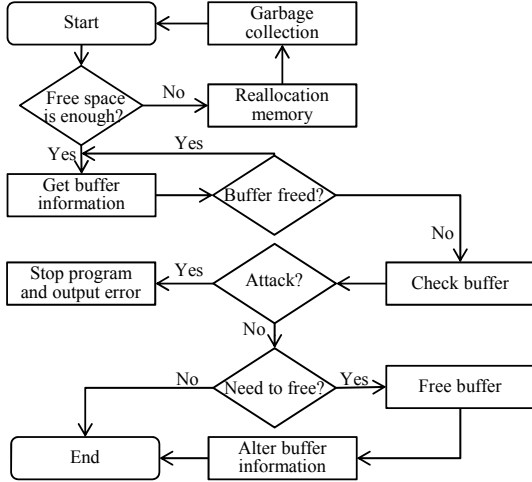 Start
Garbage
collection
Free space
is enough?
No
Reallocation
memory
Yes
Yes
Get buffer
information
Buffer freed?
No
Stop program
and output error
Yes
Attack?
Check buffer
No
No
Need to free?
Yes
Free buffer
End
Alter buffer
information